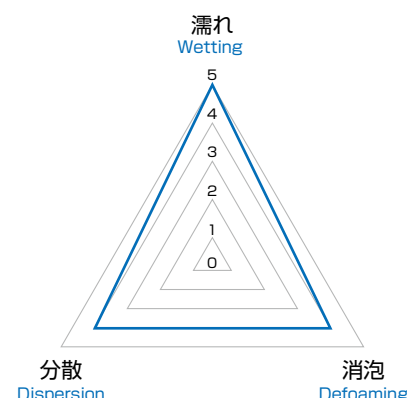 濡れ
Wetting
5
4
3
2
1
0
分散
Dispersion
消泡
Defoaming